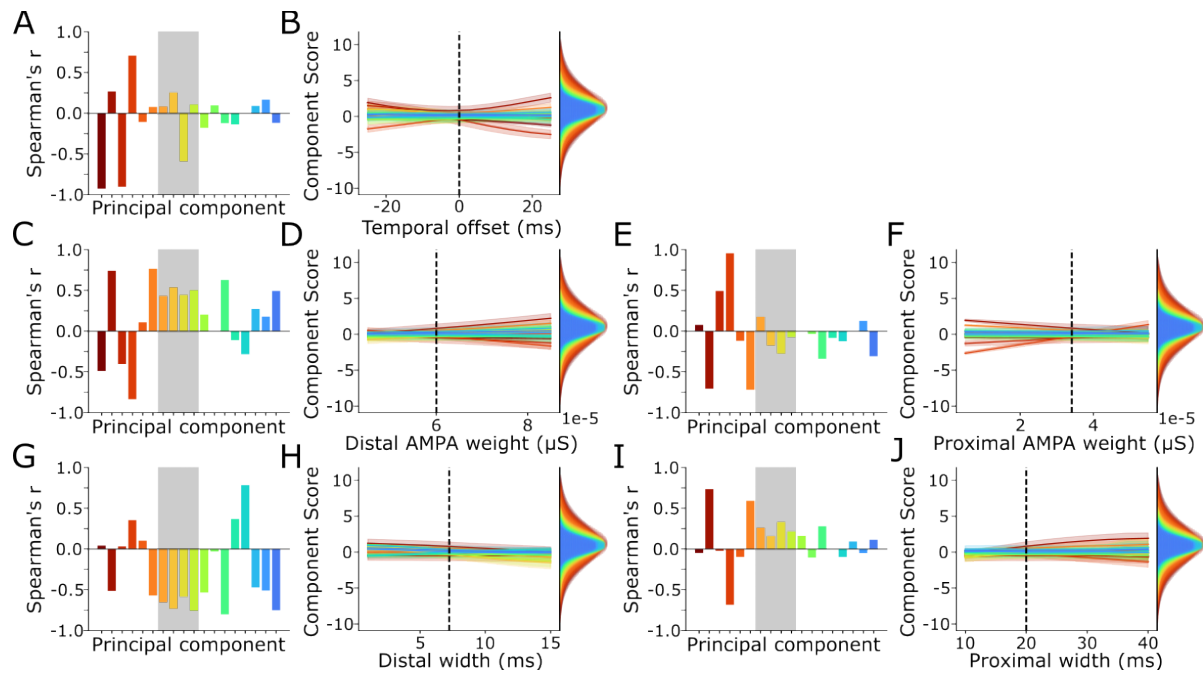 A
Spearman's r
1.0
0.5
0.0
-0.5
-1.0
Principal component
B
Component Score
10
5
0
-5
-10
-20 0 20
Temporal offset (ms)
C
Spearman's r
1.0
0.5
0.0
-0.5
-1.0
Principal component
D
Component Score
10
5
0
-5
-10
6 8
1e-5
Distal AMPA weight (µS)
E
Spearman's r
1.0
0.5
0.0
-0.5
-1.0
Principal component
F
Component Score
10
5
0
-5
-10
2 4
1e-5
Proximal AMPA weight (µS)
G
Spearman's r
1.0
0.5
0.0
-0.5
-1.0
Principal component
H
Component Score
10
5
0
-5
-10
5 10 15
Distal width (ms)
I
Spearman's r
1.0
0.5
0.0
-0.5
-1.0
Principal component
J
Component Score
10
5
0
-5
-10
10 20 30 40
Proximal width (ms)